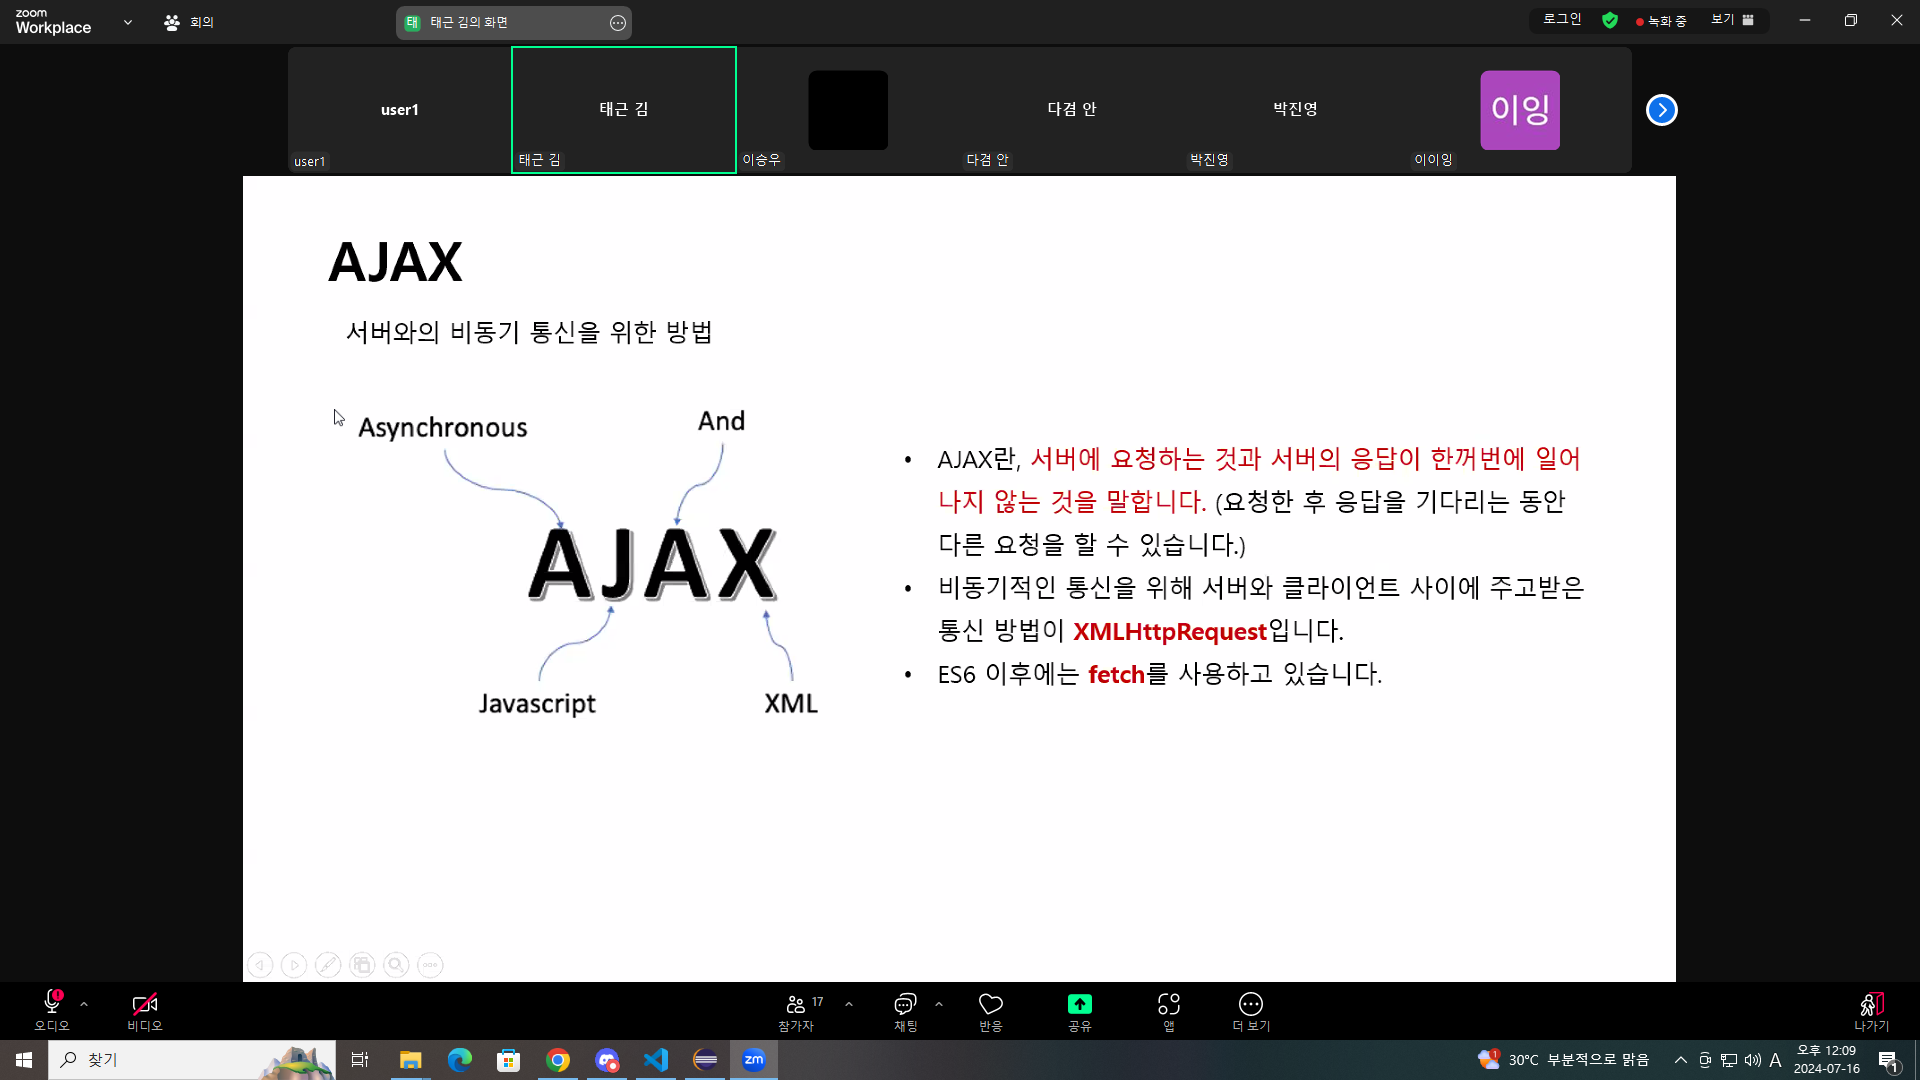 zoom
Workplace
회의
태 태근 김의 화면
로그인
녹화 중
보기
user1
태근 김
다겸 안
박진영
이잉
user1
태근 김
이승우
다겸 안
박진영
이이잉
AJAX
서버와의 비동기 통신을 위한 방법
Asynchronous
And
AJAX
Javascript
XML
• AJAX란, 서버에 요청하는 것과 서버의 응답이 한꺼번에 일어
나지 않는 것을 말합니다. (요청한 후 응답을 기다리는 동안
다른 요청을 할 수 있습니다.)
• 비동기적인 통신을 위해 서버와 클라이언트 사이에 주고받은
통신 방법이 XMLHttpRequest입니다.
• ES6 이후에는 fetch를 사용하고 있습니다.
오디오
비디오
17
참가자
채팅
반응
공유
앱
더 보기
나가기
찾기
zm
1
30°C 부분적으로 맑음
A
오후 12:09
2024-07-16
1